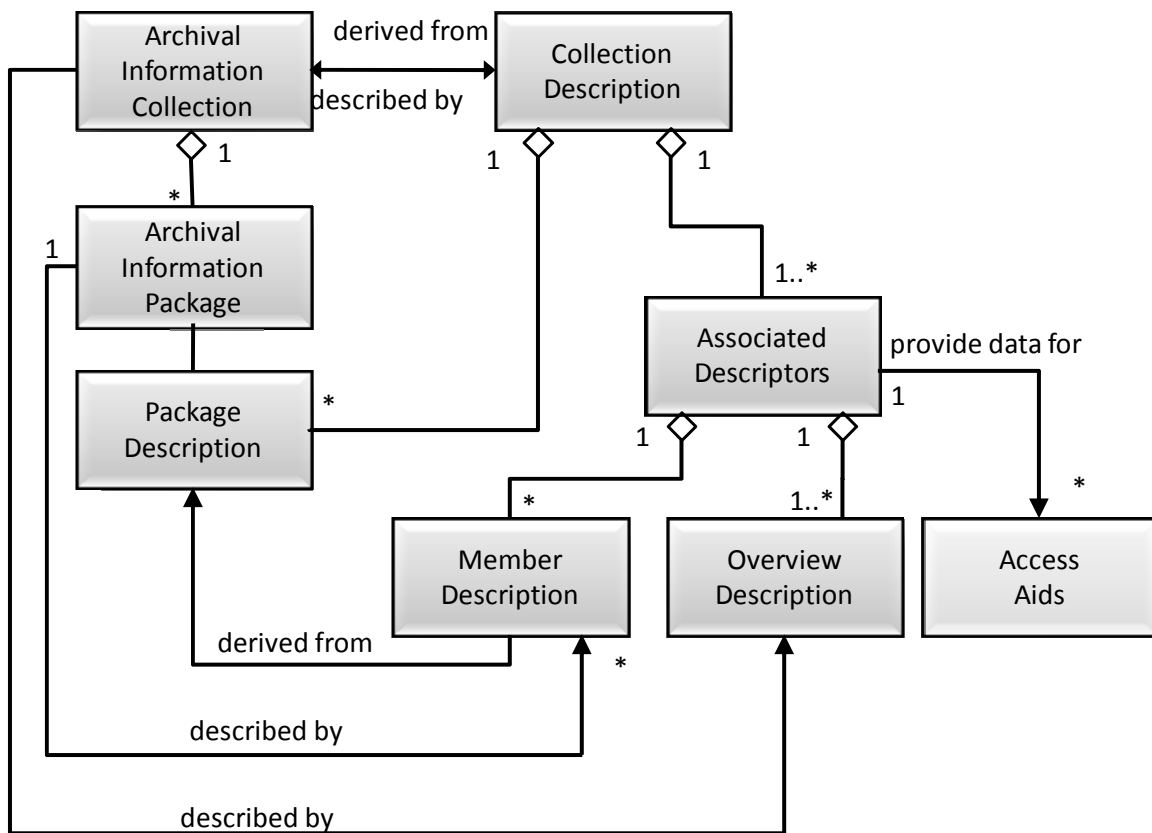 Archival
Information
Collection
derived from
described by
Collection
Description
1
1
1
*
Archival
Information
Package
1
1..*
Associated
Descriptors
provide data for
1
*
Package
Description
*
1
1
*
1..*
Member
Description
Overview
Description
Access
Aids
derived from
*
described by
described by